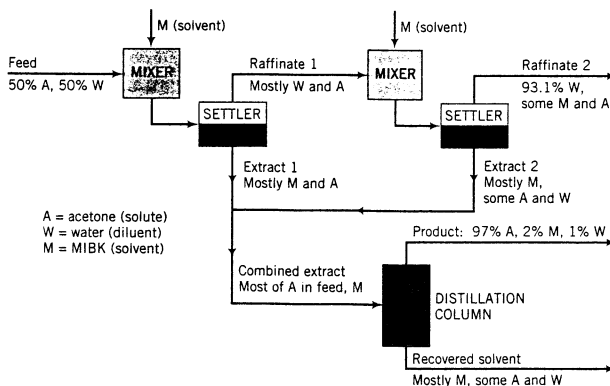 M (solvent)
M (solvent)
Feed
50% A, 50% W
MIXER
Raffinate 1
Mostly W and A
MIXER
Raffinate 2
93.1% W,
some M and A
SETTLER
SETTLER
Extract 1
Mostly M and A
Extract 2
Mostly M,
some A and W
A = acetone (solute)
W = water (diluent)
M = MIBK (solvent)
Product: 97% A, 2% M, 1% W
Combined extract
Most of A in feed, M
DISTILLATION
COLUMN
Recovered solvent
Mostly M, some A and W